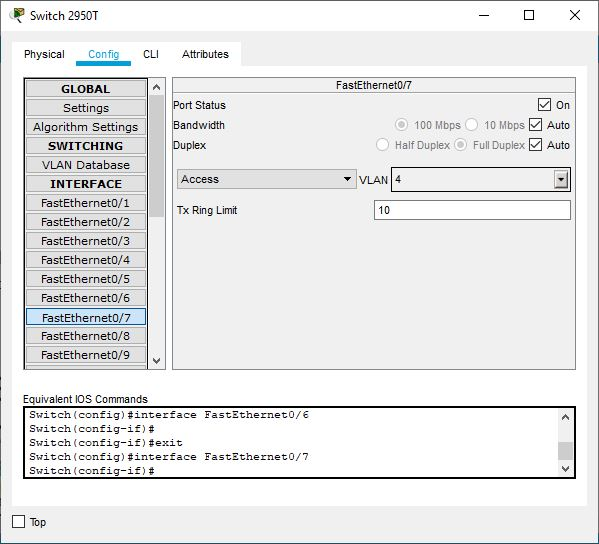 Switch 2950T
Physical Config CLI Attributes
GLOBAL
Settings
Algorithm Settings
SWITCHING
VLAN Database
INTERFACE
FastEthernet0/1
FastEthernet0/2
FastEthernet0/3
FastEthernet0/4
FastEthernet0/5
FastEthernet0/6
FastEthernet0/7
FastEthernet0/8
FastEthernet0/9
FastEthernet0/7
Port Status On
Bandwidth 100 Mbps 10 Mbps Auto
Duplex Half Duplex Full Duplex Auto
Access VLAN 4
Tx Ring Limit 10
Equivalent IOS Commands
Switch(config)#interface FastEthernet0/6
Switch(config-if)#
Switch(config-if)#exit
Switch(config)#interface FastEthernet0/7
Switch(config-if)#
Top